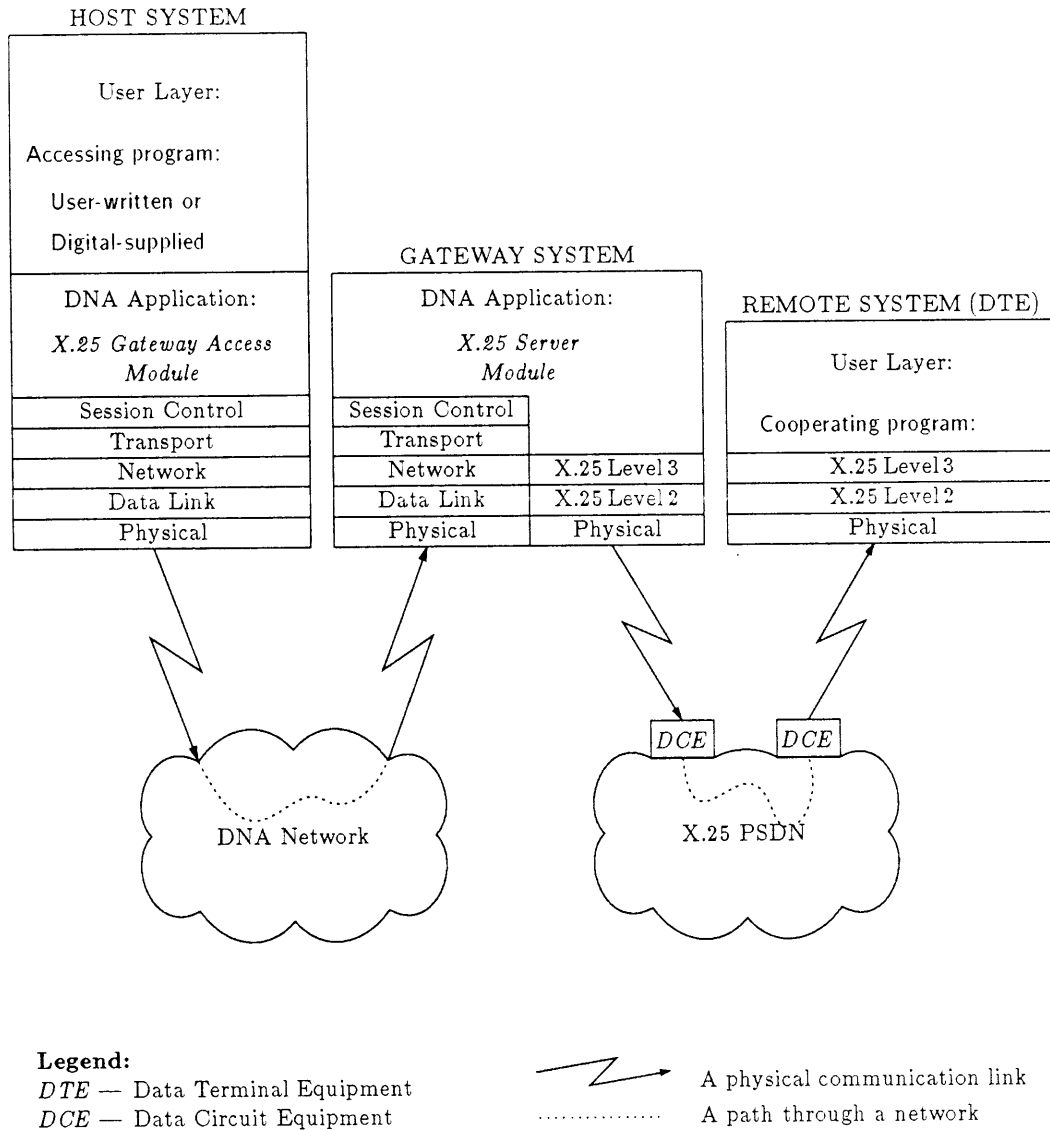 HOST SYSTEM
User Layer:
Accessing program:
User-written or
Digital-supplied
DNA Application:
X.25 Gateway Access
Module
Session Control
Transport
Network
Data Link
Physical
GATEWAY SYSTEM
DNA Application:
X.25 Server
Module
Session Control
Transport
Network
Data Link
Physical
X.25 Level 3
X.25 Level 2
Physical
REMOTE SYSTEM (DTE)
User Layer:
Cooperating program:
X.25 Level 3
X.25 Level 2
Physical
DNA Network
DCE
DCE
X.25 PSDN
Legend:
DTE — Data Terminal Equipment
DCE — Data Circuit Equipment
A physical communication link
A path through a network